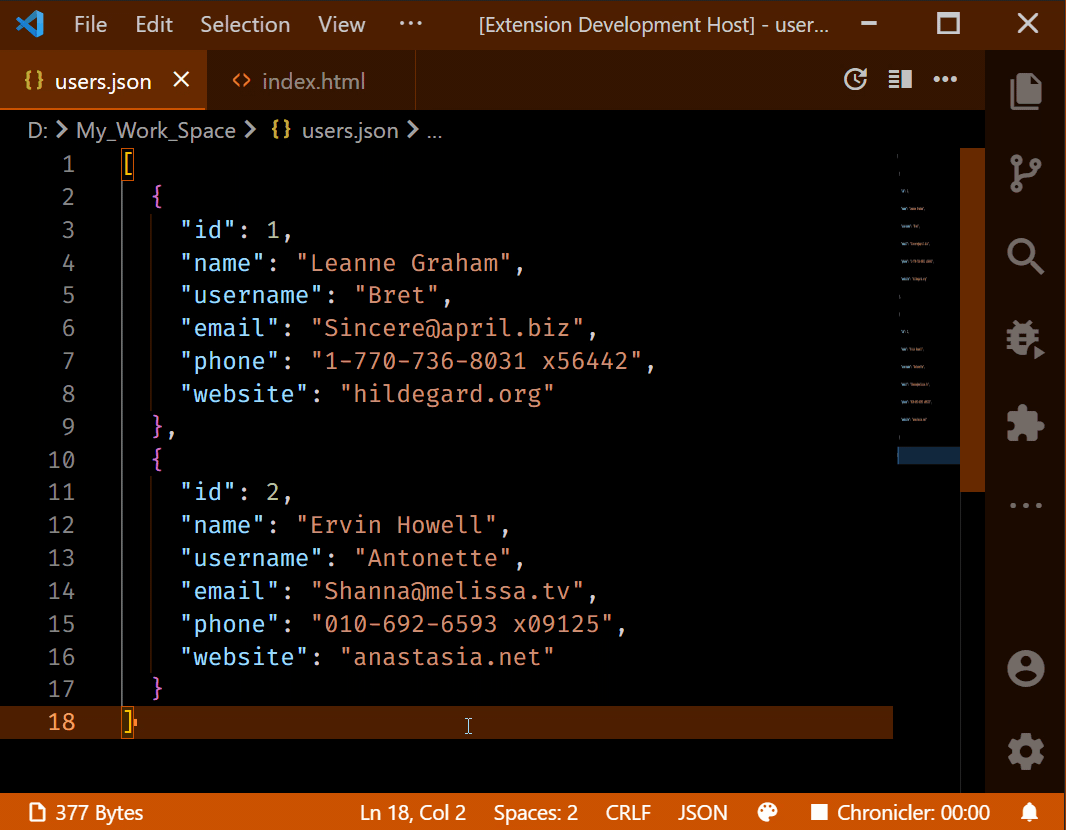 File Edit Selection View ··· [Extension Development Host] - user...
{} users.json <> index.html
D: > My_Work_Space > {} users.json > ...
1 [
2 {
3 "id": 1,
4 "name": "Leanne Graham",
5 "username": "Bret",
6 "email": "Sincere@april.biz",
7 "phone": "1-770-736-8031 x56442",
8 "website": "hildegard.org"
9 },
10 {
11 "id": 2,
12 "name": "Ervin Howell",
13 "username": "Antonette",
14 "email": "Shanna@melissa.tv",
15 "phone": "010-692-6593 x09125",
16 "website": "anastasia.net"
17 }
18 ]
377 Bytes Ln 18, Col 2 Spaces: 2 CRLF JSON Chronicler: 00:00